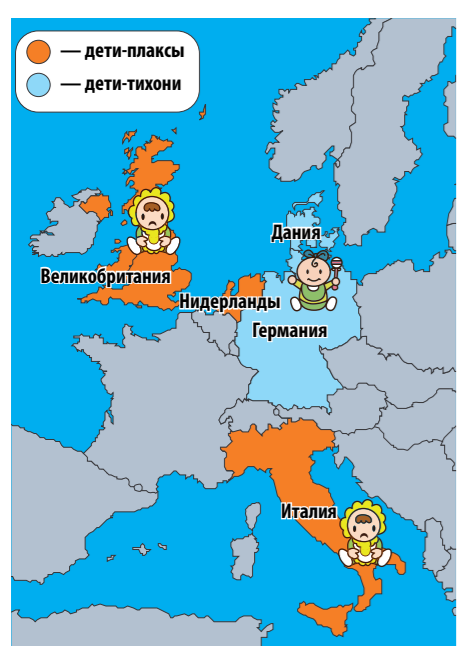 — дети-плаксы
— дети-тихони
Дания
Великобритания
Нидерланды
Германия
Италия